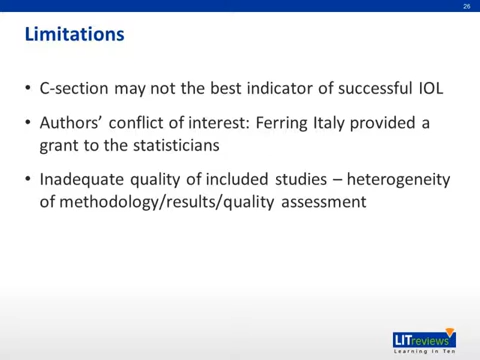 26
Limitations
• C-section may not the best indicator of successful IOL
• Authors' conflict of interest: Ferring Italy provided a
grant to the statisticians
• Inadequate quality of included studies – heterogeneity
of methodology/results/quality assessment
LITreviews
Learning in Ten